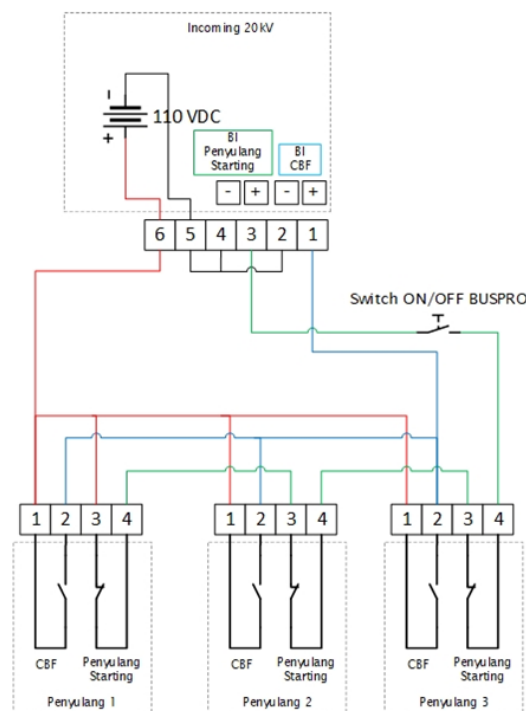 Incoming 20kV
110 VDC
BI
Penyulang
Starting
BI
CBF
- + - +
6 5 4 3 2 1
Switch ON/OFF BUSPRO
1 2 3 4
1 2 3 4
1 2 3 4
CBF
Penyulang
Starting
CBF
Penyulang
Starting
CBF
Penyulang
Starting
Penyulang 1
Penyulang 2
Penyulang 3